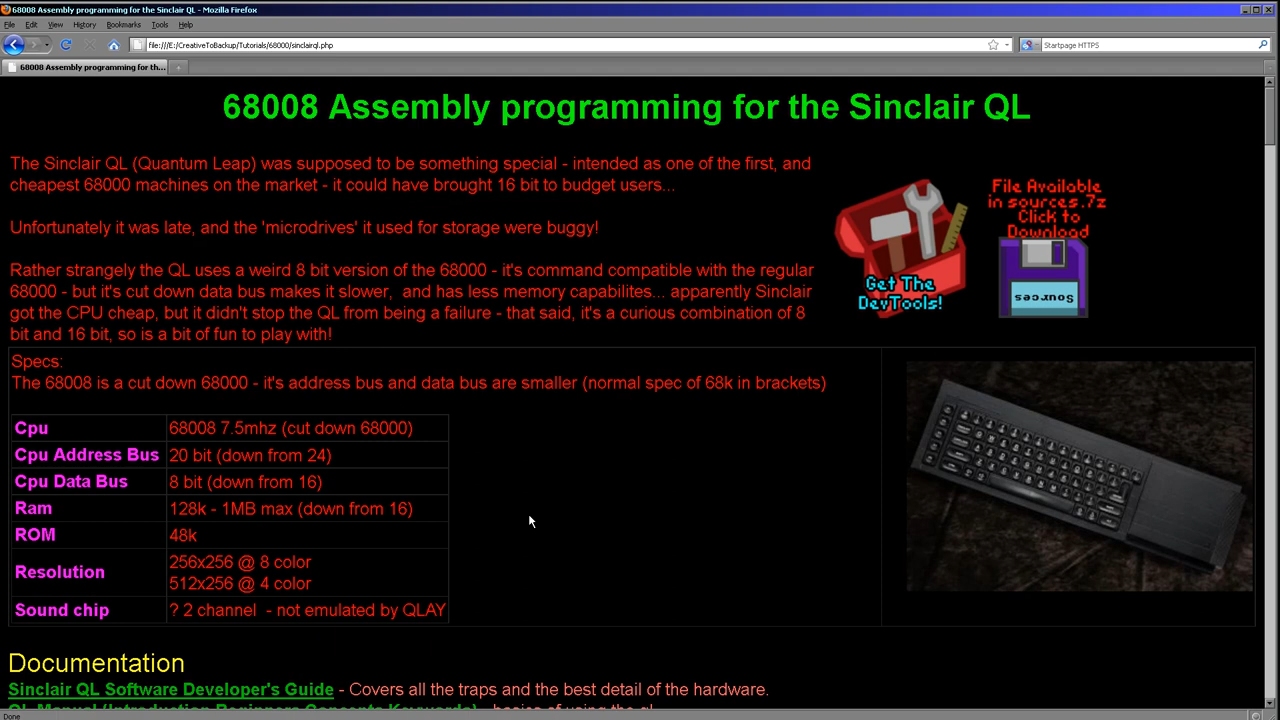 68008 Assembly programming for the Sinclair QL - Mozilla Firefox
File Edit View History Bookmarks Tools Help
file:///E:/CreativeToBackup/Tutorials/68000/sinclairql.php
Startpage HTTPS
68008 Assembly programming for th...
68008 Assembly programming for the Sinclair QL
The Sinclair QL (Quantum Leap) was supposed to be something special - intended as one of the first, and
cheapest 68000 machines on the market - it could have brought 16 bit to budget users...
Unfortunately it was late, and the 'microdrives' it used for storage were buggy!
Rather strangely the QL uses a weird 8 bit version of the 68000 - it's command compatible with the regular
68000 - but it's cut down data bus makes it slower,  and has less memory capabilites... apparently Sinclair
got the CPU cheap, but it didn't stop the QL from being a failure - that said, it's a curious combination of 8
bit and 16 bit, so is a bit of fun to play with!
Get The
DevTools!
File Available
in sources.7z
Click to
Download
Sources
Specs:
The 68008 is a cut down 68000 - it's address bus and data bus are smaller (normal spec of 68k in brackets)
Cpu 68008 7.5mhz (cut down 68000)
Cpu Address Bus 20 bit (down from 24)
Cpu Data Bus 8 bit (down from 16)
Ram 128k - 1MB max (down from 16)
ROM 48k
Resolution 256x256 @ 8 color
512x256 @ 4 color
Sound chip ? 2 channel  - not emulated by QLAY
Documentation
Sinclair QL Software Developer's Guide - Covers all the traps and the best detail of the hardware.
QL Manual (Introduction,Beginners,Concepts,Keywords) - basics of using the ql
Done